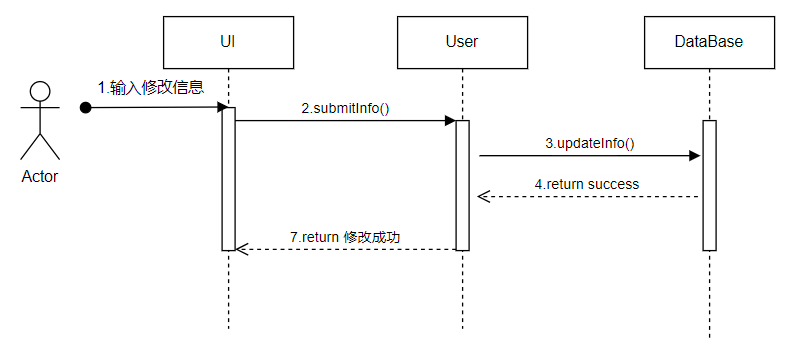 UI
User
DataBase
1.输入修改信息
2.submitInfo()
3.updateInfo()
Actor
4.return success
7.return 修改成功